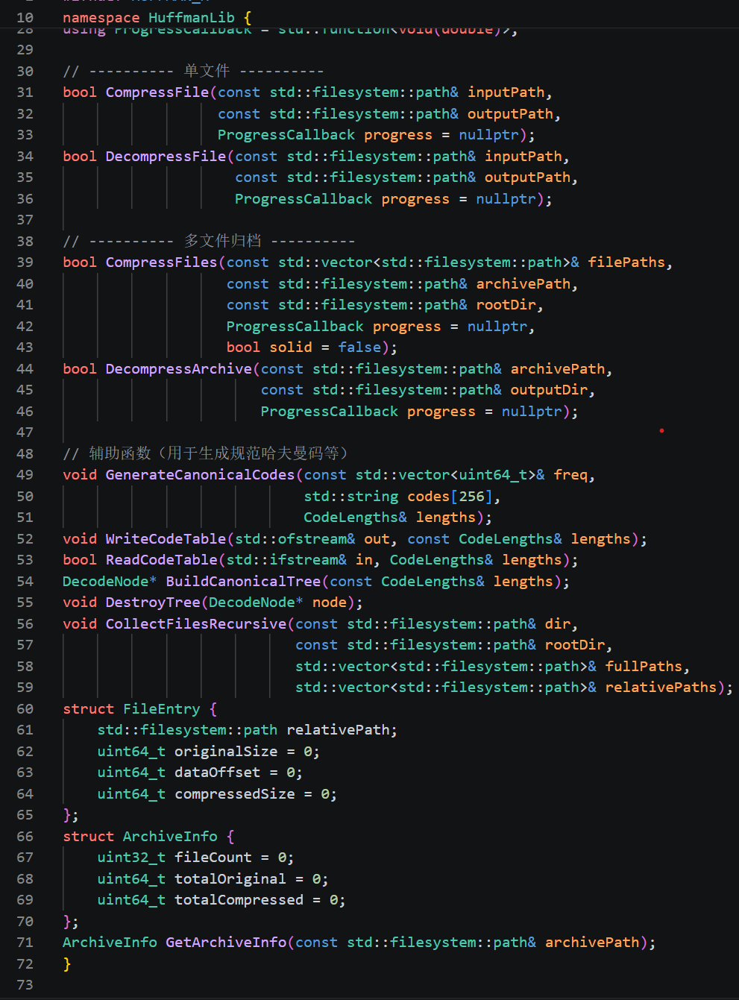 10 namespace HuffmanLib {
28 using ProgressCallback = std::function<void(double)>;
29
30 // ---------- 单文件 ----------
31 bool CompressFile(const std::filesystem::path& inputPath,
32 const std::filesystem::path& outputPath,
33 ProgressCallback progress = nullptr);
34 bool DecompressFile(const std::filesystem::path& inputPath,
35 const std::filesystem::path& outputPath,
36 ProgressCallback progress = nullptr);
37
38 // ---------- 多文件归档 ----------
39 bool CompressFiles(const std::vector<std::filesystem::path>& filePaths,
40 const std::filesystem::path& archivePath,
41 const std::filesystem::path& rootDir,
42 ProgressCallback progress = nullptr,
43 bool solid = false);
44 bool DecompressArchive(const std::filesystem::path& archivePath,
45 const std::filesystem::path& outputDir,
46 ProgressCallback progress = nullptr);
47
48 // 辅助函数（用于生成规范哈夫曼码等）
49 void GenerateCanonicalCodes(const std::vector<uint64_t>& freq,
50 std::string codes[256],
51 CodeLengths& lengths);
52 void WriteCodeTable(std::ofstream& out, const CodeLengths& lengths);
53 bool ReadCodeTable(std::ifstream& in, CodeLengths& lengths);
54 DecodeNode* BuildCanonicalTree(const CodeLengths& lengths);
55 void DestroyTree(DecodeNode* node);
56 void CollectFilesRecursive(const std::filesystem::path& dir,
57 const std::filesystem::path& rootDir,
58 std::vector<std::filesystem::path>& fullPaths,
59 std::vector<std::filesystem::path>& relativePaths);
60 struct FileEntry {
61 std::filesystem::path relativePath;
62 uint64_t originalSize = 0;
63 uint64_t dataOffset = 0;
64 uint64_t compressedSize = 0;
65 };
66 struct ArchiveInfo {
67 uint32_t fileCount = 0;
68 uint64_t totalOriginal = 0;
69 uint64_t totalCompressed = 0;
70 };
71 ArchiveInfo GetArchiveInfo(const std::filesystem::path& archivePath);
72 }
73